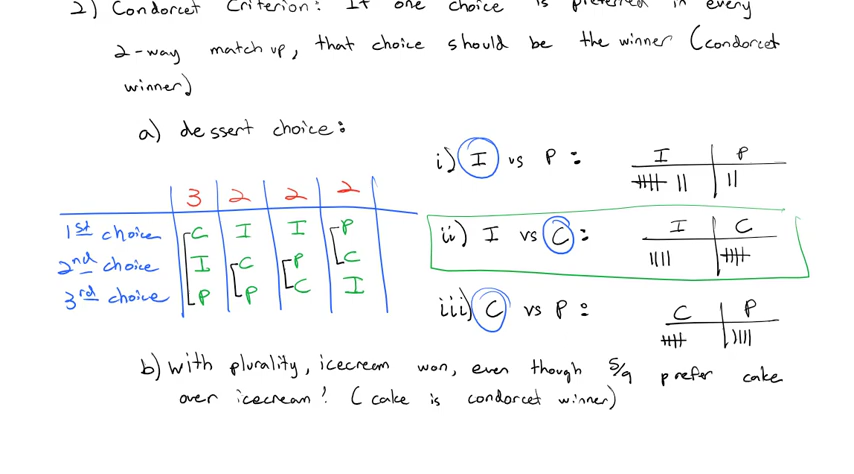 2) Condorcet Criterion: If one choice is preferred in every
2-way match up, that choice should be the winner (condorcet
winner)
a) dessert choice:
3 2 2 2
1st choice C I I P
2nd choice I C P C
3rd choice P P C I
i) I vs P:
I P
ii) I vs C:
I C
iii) C vs P:
C P
b) With plurality, icecream won, even though 5/9 prefer cake
over icecream! (cake is condorcet winner)